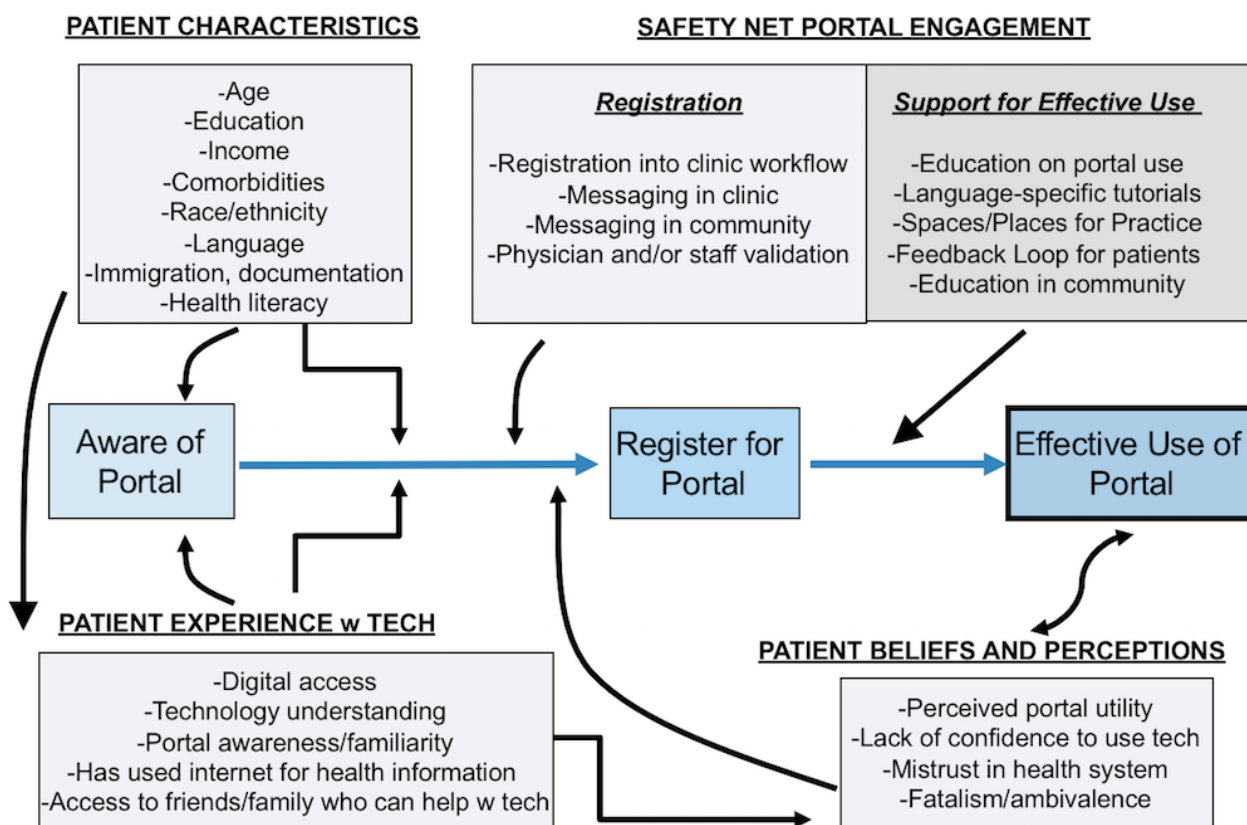 PATIENT CHARACTERISTICS
-Age
-Education
-Income
-Comorbidities
-Race/ethnicity
-Language
-Immigration, documentation
-Health literacy
SAFETY NET PORTAL ENGAGEMENT
Registration
-Registration into clinic workflow
-Messaging in clinic
-Messaging in community
-Physician and/or staff validation
Support for Effective Use
-Education on portal use
-Language-specific tutorials
-Spaces/Places for Practice
-Feedback Loop for patients
-Education in community
Aware of
Portal
Register for
Portal
Effective Use of
Portal
PATIENT EXPERIENCE w TECH
-Digital access
-Technology understanding
-Portal awareness/familiarity
-Has used internet for health information
-Access to friends/family who can help w tech
PATIENT BELIEFS AND PERCEPTIONS
-Perceived portal utility
-Lack of confidence to use tech
-Mistrust in health system
-Fatalism/ambivalence